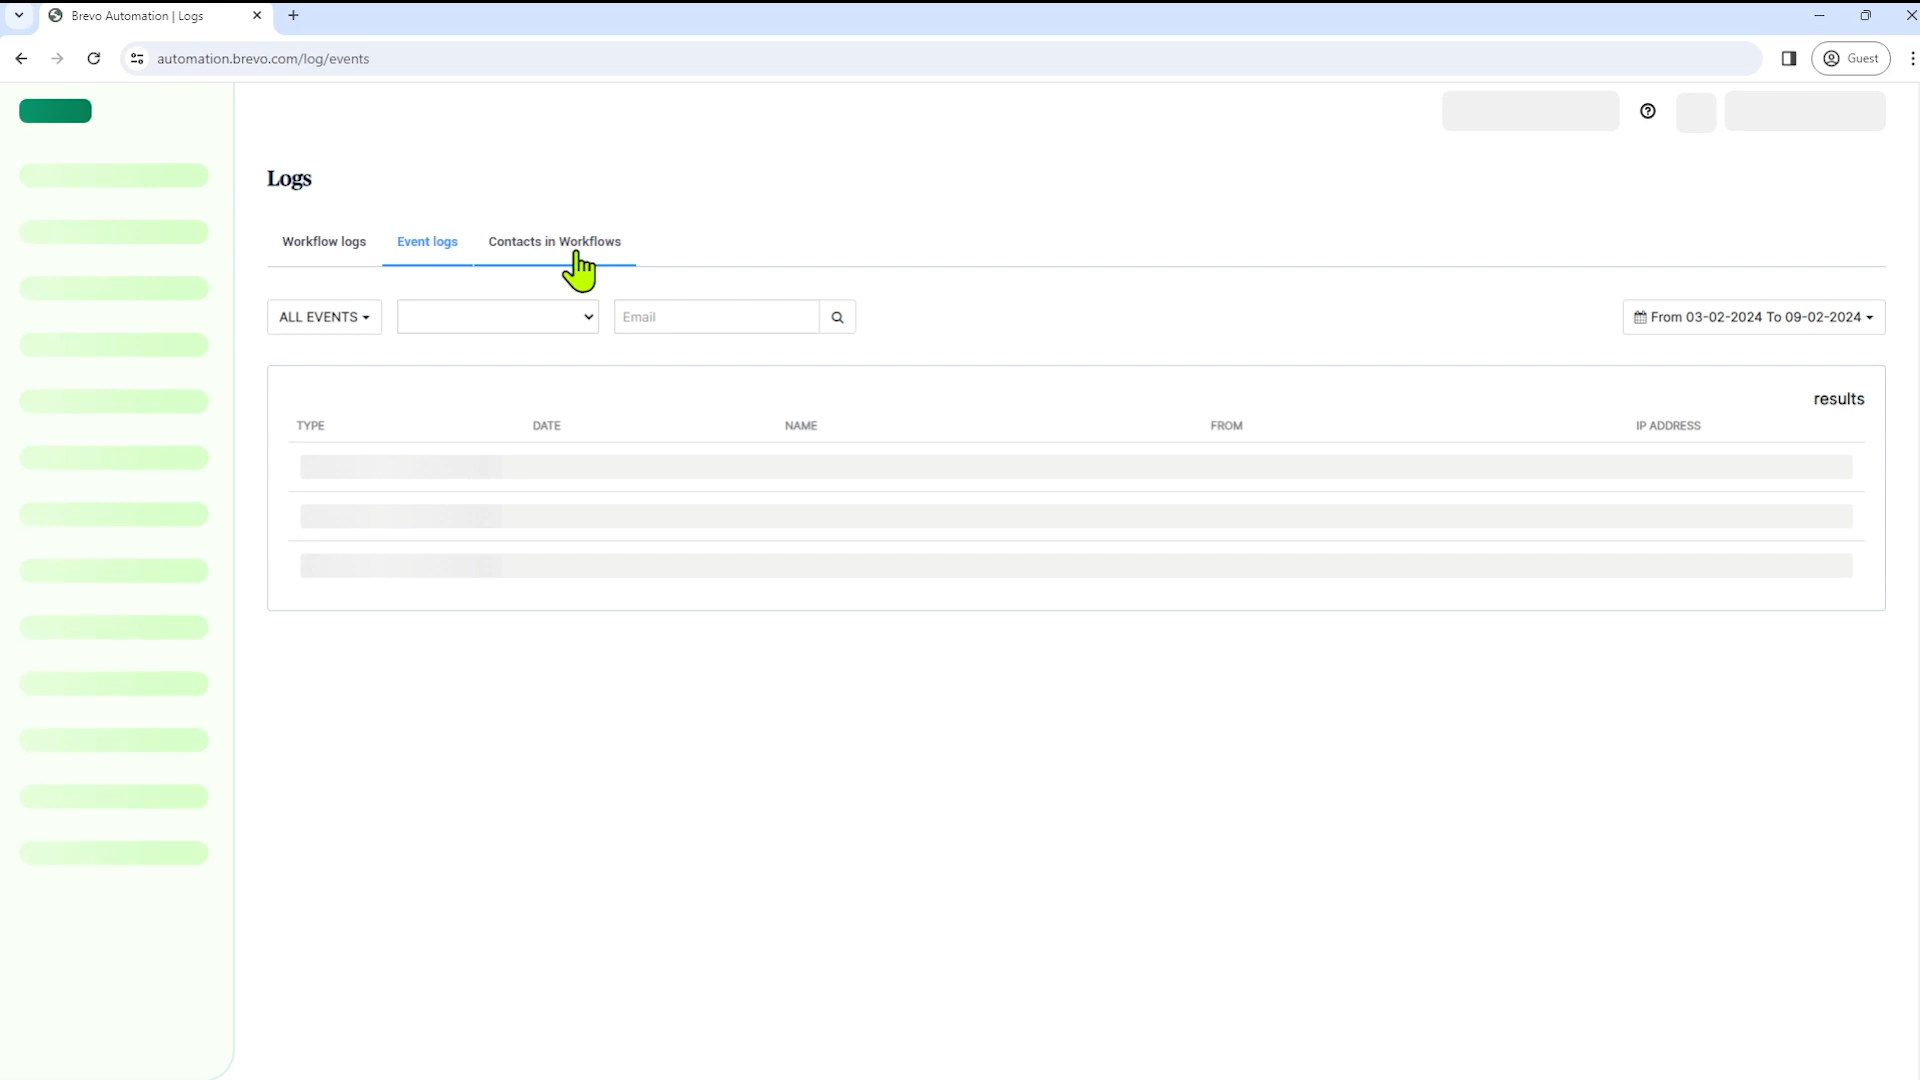 Brevo Automation | Logs
automation.brevo.com/log/events
Guest
Logs
Workflow logs Event logs Contacts in Workflows
ALL EVENTS Email From 03-02-2024 To 09-02-2024
results
TYPE DATE NAME FROM IP ADDRESS